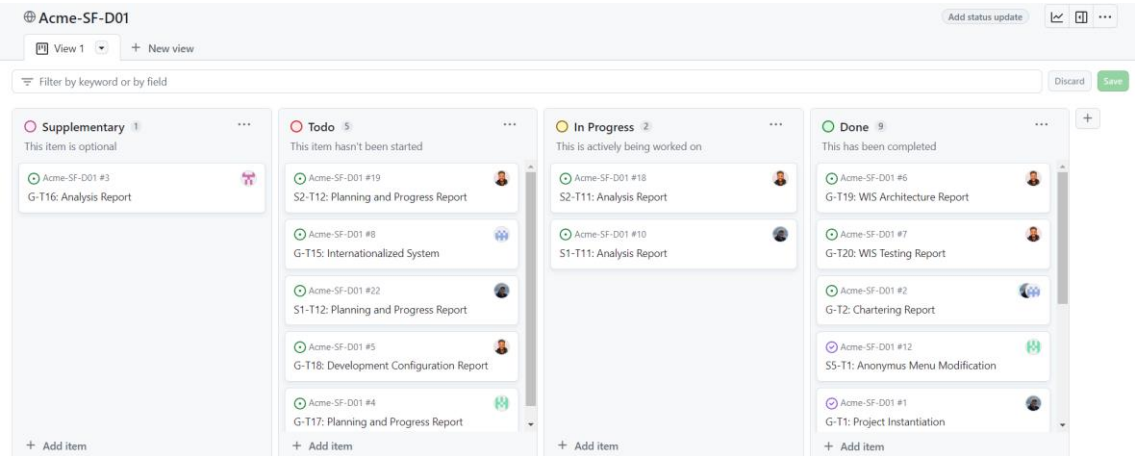 Acme-SF-D01
Add status update
View 1
New view
Filter by keyword or by field
Discard
Save
Supplementary 1
This item is optional
Acme-SF-D01 #3
G-T16: Analysis Report
+ Add item
Todo 5
This item hasn't been started
Acme-SF-D01 #19
S2-T12: Planning and Progress Report
Acme-SF-D01 #8
G-T15: Internationalized System
Acme-SF-D01 #22
S1-T12: Planning and Progress Report
Acme-SF-D01 #5
G-T18: Development Configuration Report
Acme-SF-D01 #4
G-T17: Planning and Progress Report
+ Add item
In Progress 2
This is actively being worked on
Acme-SF-D01 #18
S2-T11: Analysis Report
Acme-SF-D01 #10
S1-T11: Analysis Report
+ Add item
Done 9
This has been completed
Acme-SF-D01 #6
G-T19: WIS Architecture Report
Acme-SF-D01 #7
G-T20: WIS Testing Report
Acme-SF-D01 #2
G-T2: Chartering Report
Acme-SF-D01 #12
S5-T1: Anonymus Menu Modification
Acme-SF-D01 #1
G-T1: Project Instantiation
+ Add item